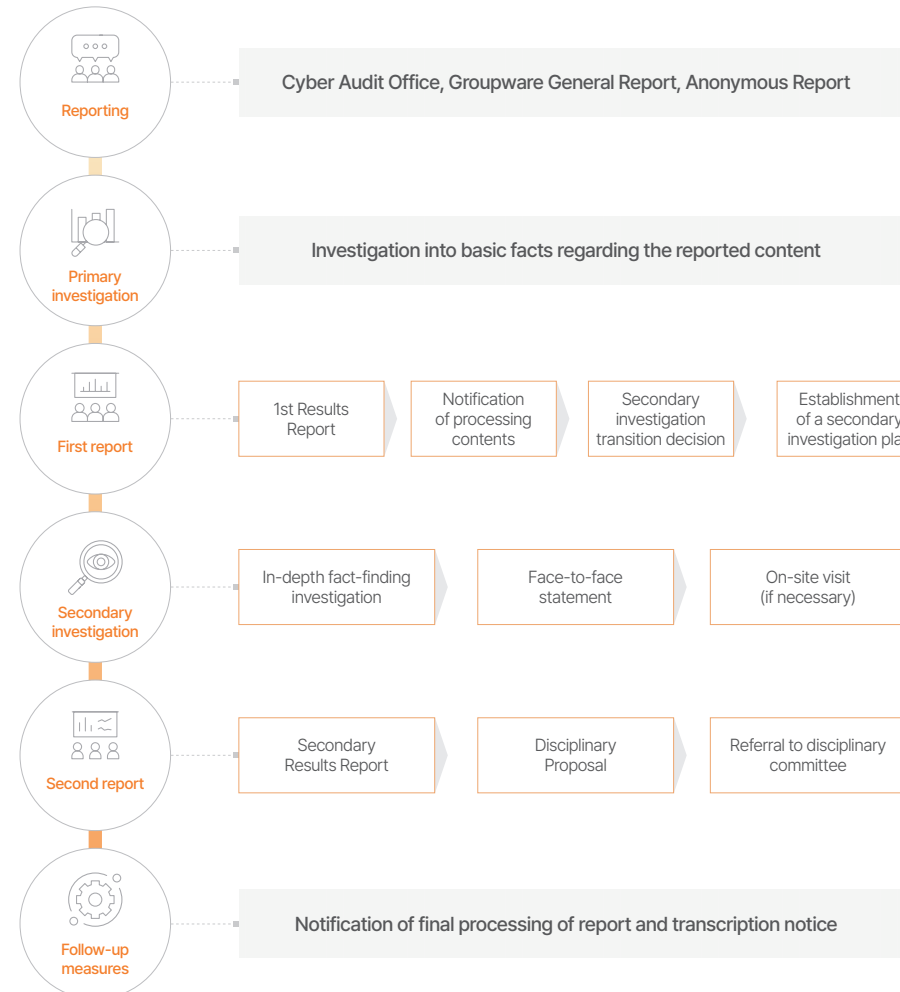 Reporting
Cyber Audit Office, Groupware General Report, Anonymous Report
Primary
investigation
Investigation into basic facts regarding the reported content
First report
1st Results
Report
Notification
of processing
contents
Secondary
investigation
transition decision
Establishment
of a secondary
investigation
Secondary
investigation
In-depth fact-finding
investigation
Face-to-face
statement
On-site visit
(if necessary)
Second report
Secondary
Results Report
Disciplinary
Proposal
Referral to disciplinary
committee
Follow-up
measures
Notification of final processing of report and transcription notice